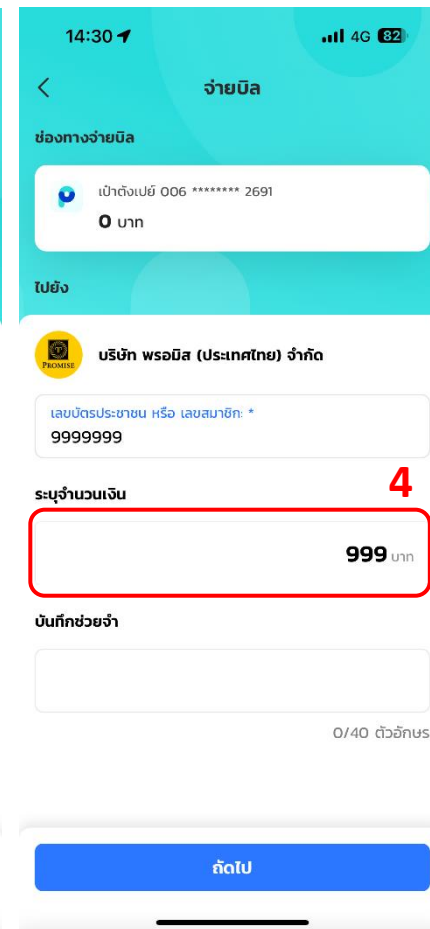 14:30
4G 82
จ่ายบิล
ช่องทางจ่ายบิล
เป๋าตังเปย์ 006 ******** 2691
0 บาท
ไปยัง
PROMISE
บริษัท พรอมิส (ประเทศไทย) จำกัด
เลขบัตรประชาชน หรือ เลขสมาชิก: *
9999999
4
ระบุจำนวนเงิน
999 บาท
บันทึกช่วยจำ
0/40 ตัวอักษร
ถัดไป